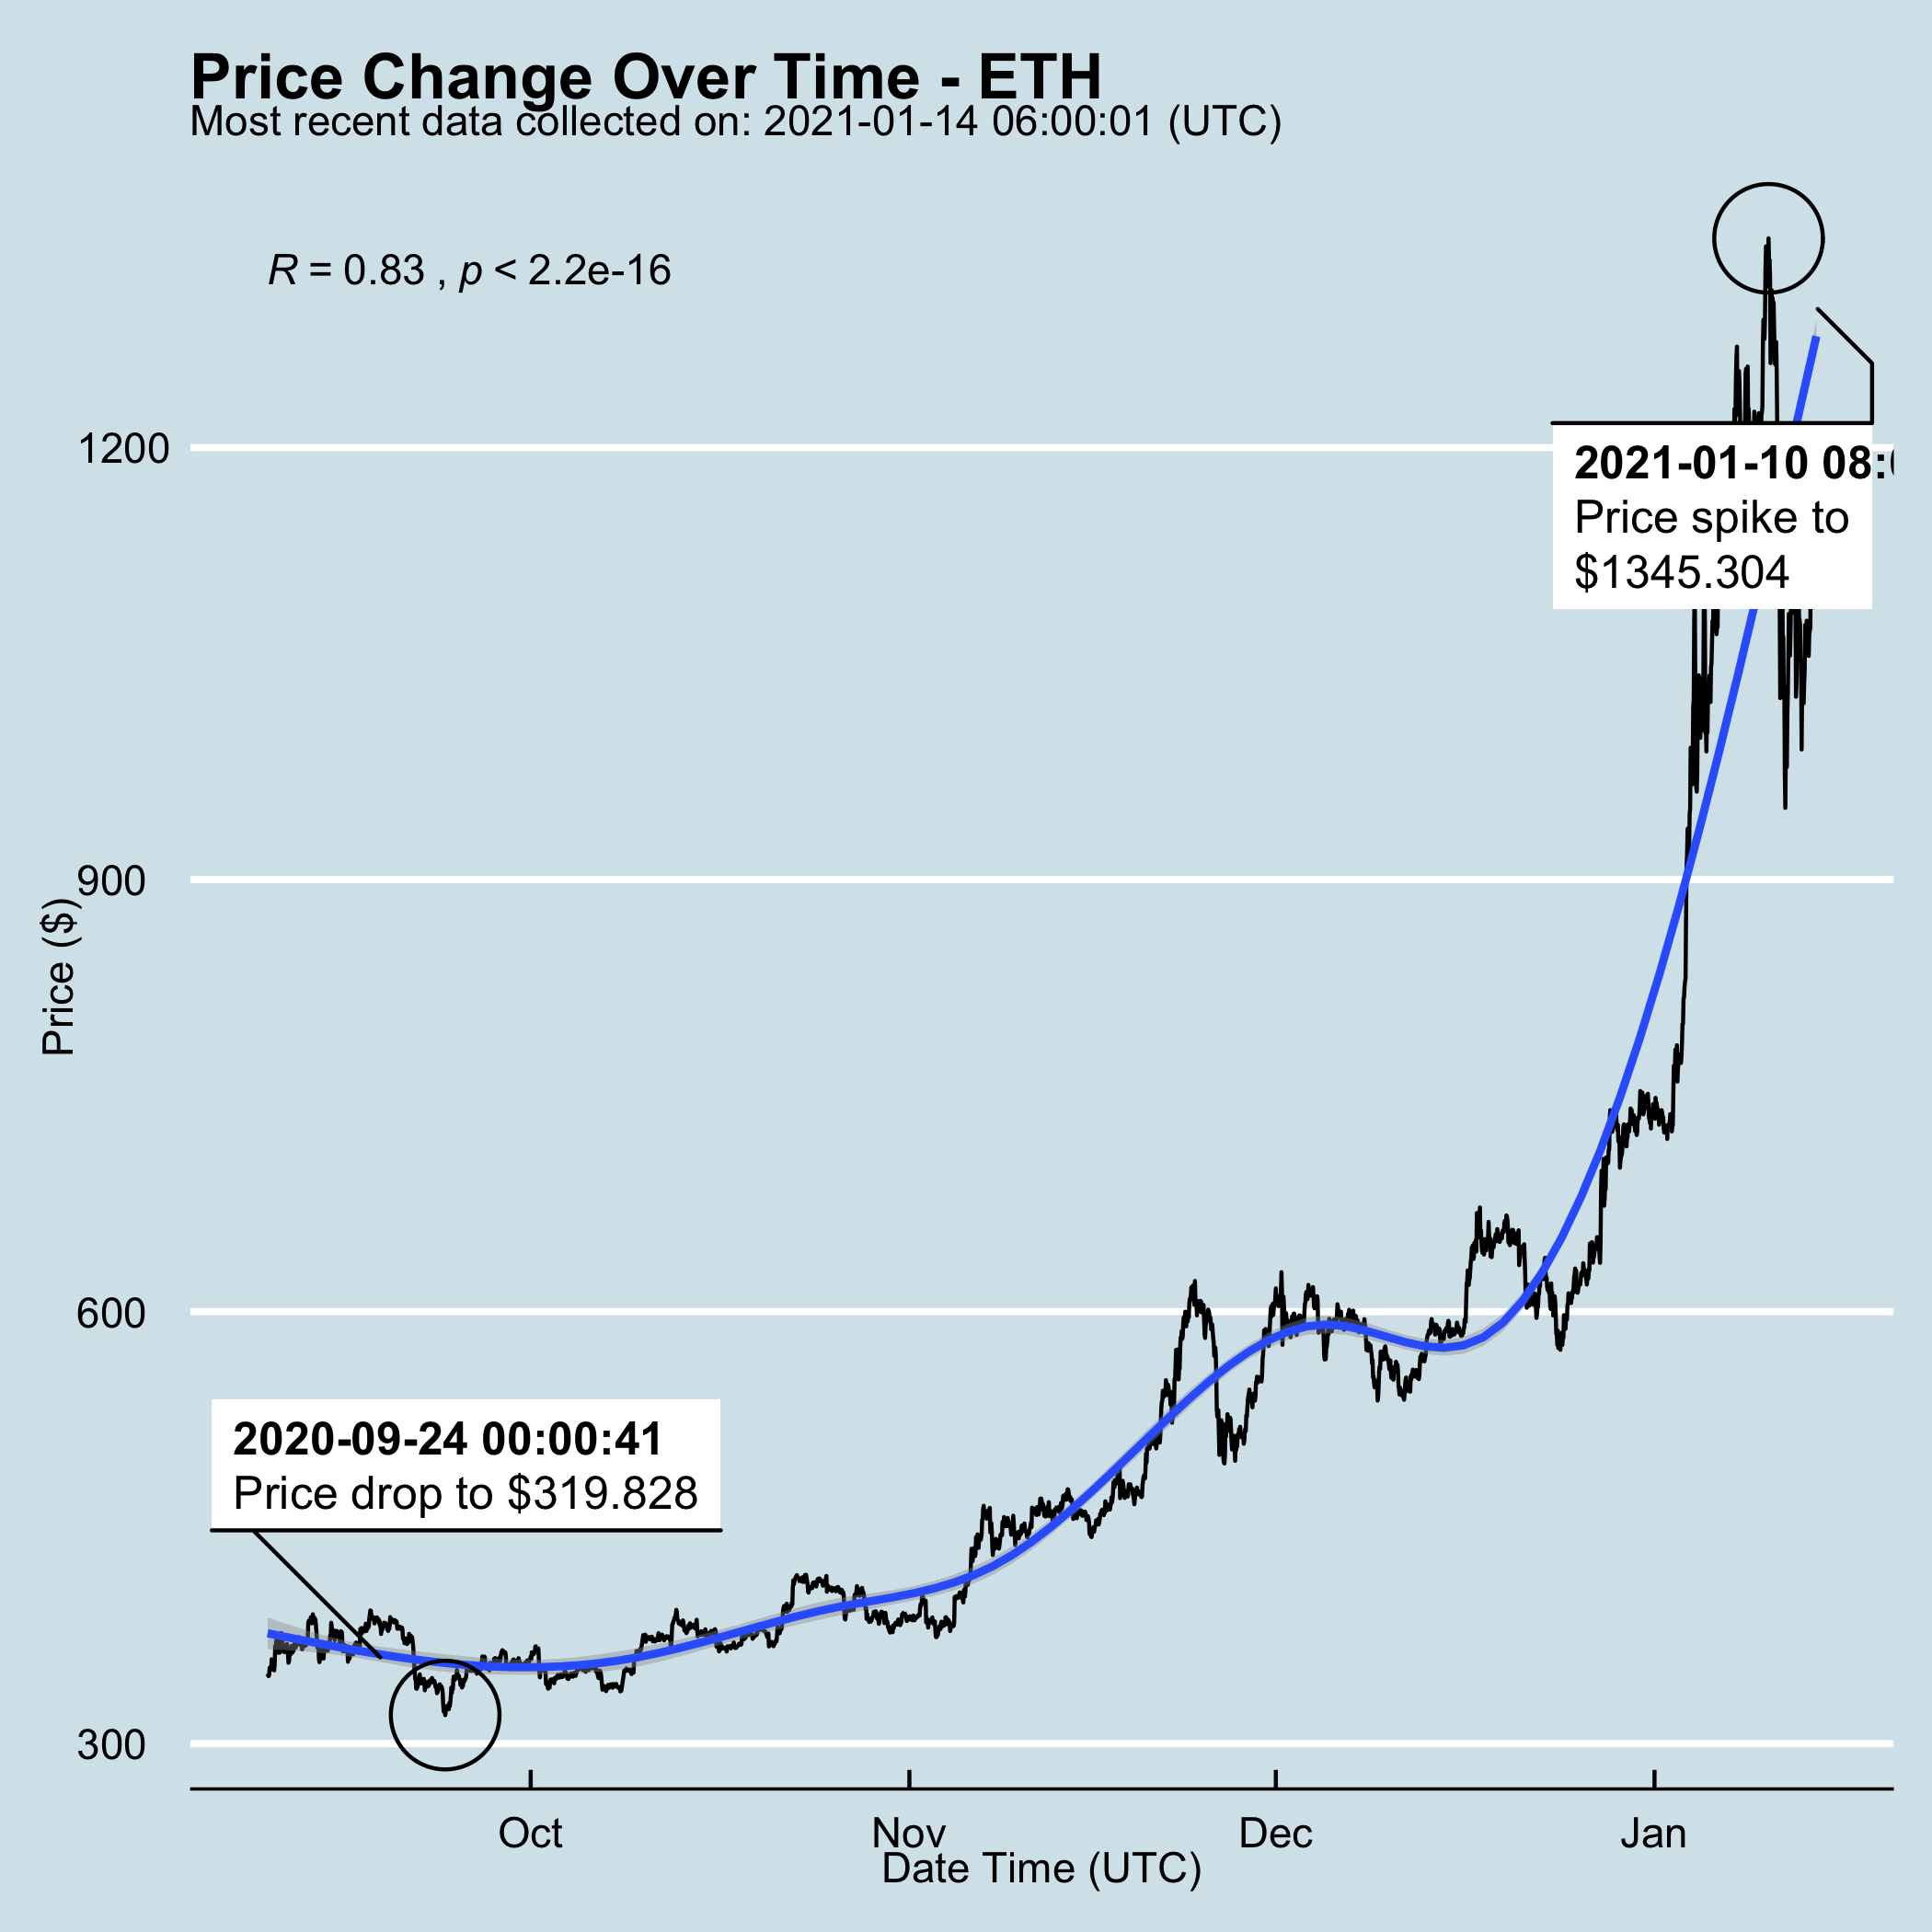 Price Change Over Time - ETH
Most recent data collected on: 2021-01-14 06:00:01 (UTC)
R = 0.83 , p < 2.2e-16
1200
2021-01-10 08:
Price spike to
$1345.304
900
Price ($)
600
2020-09-24 00:00:41
Price drop to $319.828
300
Oct Nov Dec Jan
Date Time (UTC)